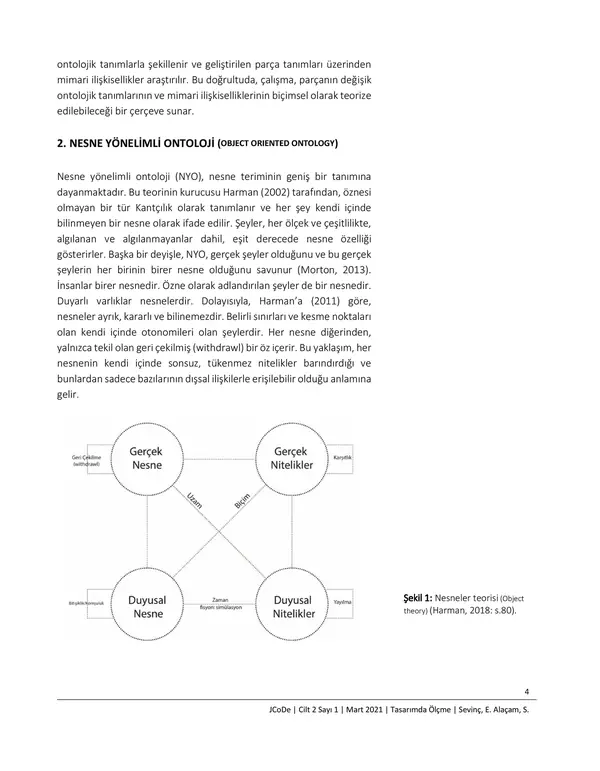 ontolojik tanımlarla şekillenir ve geliştirilen parça tanımları üzerinden
mimari ilişkisellikler araştırılır. Bu doğrultuda, çalışma, parçanın değişik
ontolojik tanımlarının ve mimari ilişkiselliklerinin biçimsel olarak teorize
edilebileceği bir çerçeve sunar.
2. NESNE YÖNELİMLİ ONTOLOJİ (OBJECT ORIENTED ONTOLOGY)
Nesne yönelimli ontoloji (NYO), nesne teriminin geniş bir tanımına
dayanmaktadır. Bu teorinin kurucusu Harman (2002) tarafından, öznesi
olmayan bir tür Kantçılık olarak tanımlanır ve her şey kendi içinde
bilinmeyen bir nesne olarak ifade edilir. Şeyler, her ölçek ve çeşitlilikte,
algılanan ve algılanmayanlar dahil, eşit derecede nesne özelliği
gösterirler. Başka bir deyişle, NYO, gerçek şeyler olduğunu ve bu gerçek
şeylerin her birinin birer nesne olduğunu savunur (Morton, 2013).
İnsanlar birer nesnedir. Özne olarak adlandırılan şeyler de bir nesnedir.
Duyarlı varlıklar nesnelerdir. Dolayısıyla, Harman'a (2011) göre,
nesneler ayrık, kararlı ve bilinemezdir. Belirli sınırları ve kesme noktaları
olan kendi içinde otonomileri olan şeylerdir. Her nesne diğerinden,
yalnızca tekil olan geri çekilmiş (withdrawl) bir öz içerir. Bu yaklaşım, her
nesnenin kendi içinde sonsuz, tükenmez nitelikler barındırdığı ve
bunlardan sadece bazılarının dışsal ilişkilerle erişilebilir olduğu anlamına
gelir.
Geri Çekilme
(withdrawl)
Gerçek
Nesne
Gerçek
Nitelikler
Karşıtlık
Uzam
Biçim
Bitişiklik/komşuluk
Duyusal
Nesne
Zaman
fisyon: simülasyon
Duyusal
Nitelikler
Yayılma
Şekil 1: Nesneler teorisi (Object
theory) (Harman, 2018: s.80).
4
JCoDe | Cilt 2 Sayı 1 | Mart 2021 | Tasarımda Ölçme | Sevinç, E. Alaçam, S.